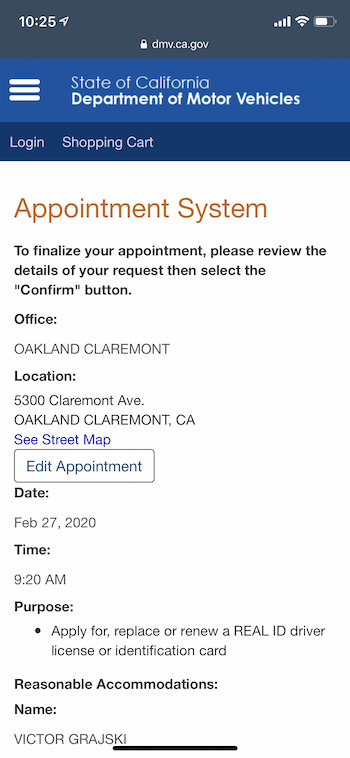 10:25
dmv.ca.gov
State of California
Department of Motor Vehicles
Login Shopping Cart
Appointment System
To finalize your appointment, please review the
details of your request then select the
"Confirm" button.
Office:
OAKLAND CLAREMONT
Location:
5300 Claremont Ave.
OAKLAND CLAREMONT, CA
See Street Map
Edit Appointment
Date:
Feb 27, 2020
Time:
9:20 AM
Purpose:
• Apply for, replace or renew a REAL ID driver
license or identification card
Reasonable Accommodations:
Name:
VICTOR GRAJSKI